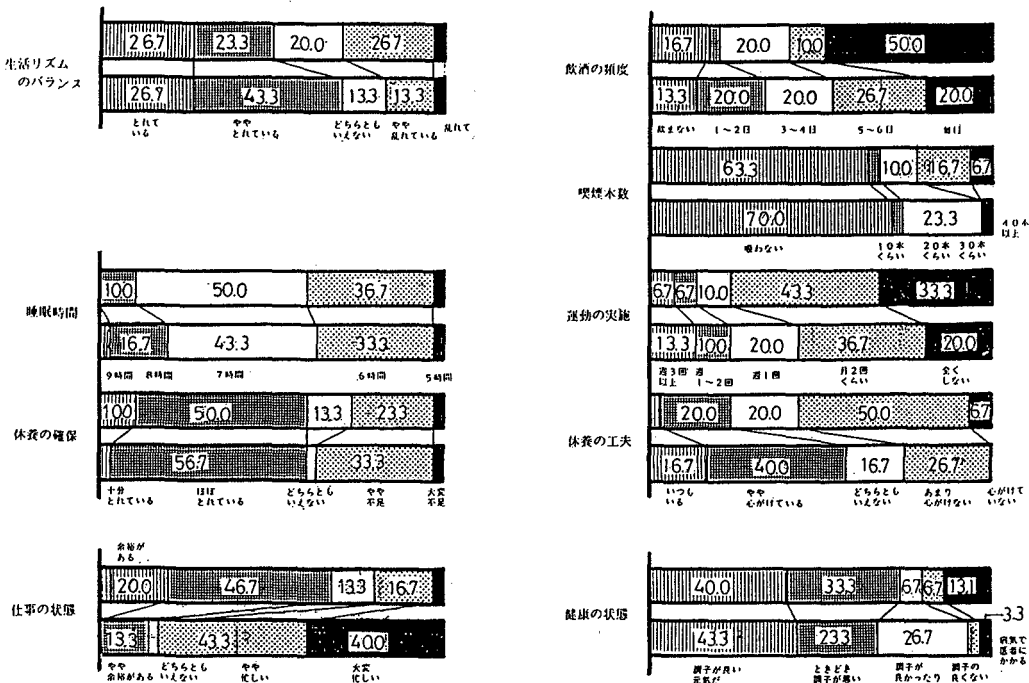 生活リズム
のバランス
26.7 23.3 20.0 26.7
26.7 43.3 13.3 13.3
とれて
いる
やや
とれている
どちらとも
いえない
やや
乱れている
乱れて
睡眠時間
10.0 50.0 36.7
16.7 43.3 33.3
9時間 8時間 7時間 6時間 5時間
休養の確保
10.0 50.0 13.3 23.3
56.7 33.3
十分
とれている
ほぼ
とれている
どちらとも
いえない
やや
不足
大変
不足
仕事の状態
余裕が
ある
20.0 46.7 13.3 16.7
13.3 43.3 40.0
やや
余裕がある
どちらとも
いえない
やや
忙しい
大変
忙しい
飲酒の頻度
16.7 20.0 10.0 50.0
13.3 20.0 20.0 26.7 20.0
飲まない 1〜2日 3〜4日 5〜6日 毎日
喫煙本数
63.3 10.0 16.7 6.7
70.0 23.3
吸わない
10本
くらい
20本
くらい
30本
くらい
40本
以上
運動の実施
6.7 6.7 10.0 43.3 33.3
13.3 10.0 20.0 36.7 20.0
週3回
以上
週
1〜2回
週1回
月2回
くらい
全く
しない
休養の工夫
20.0 20.0 50.0 6.7
16.7 40.0 16.7 26.7
いつも
いる
やや
心がけている
どちらとも
いえない
あまり
心がけない
心がけて
いない
健康の状態
40.0 33.3 6.7 6.7 13.1
43.3 23.3 26.7
3.3
調子が良い
元気だ
ときどき
調子が悪い
調子が
良かったり
調子の
良くない
病気で
医者に
かかる